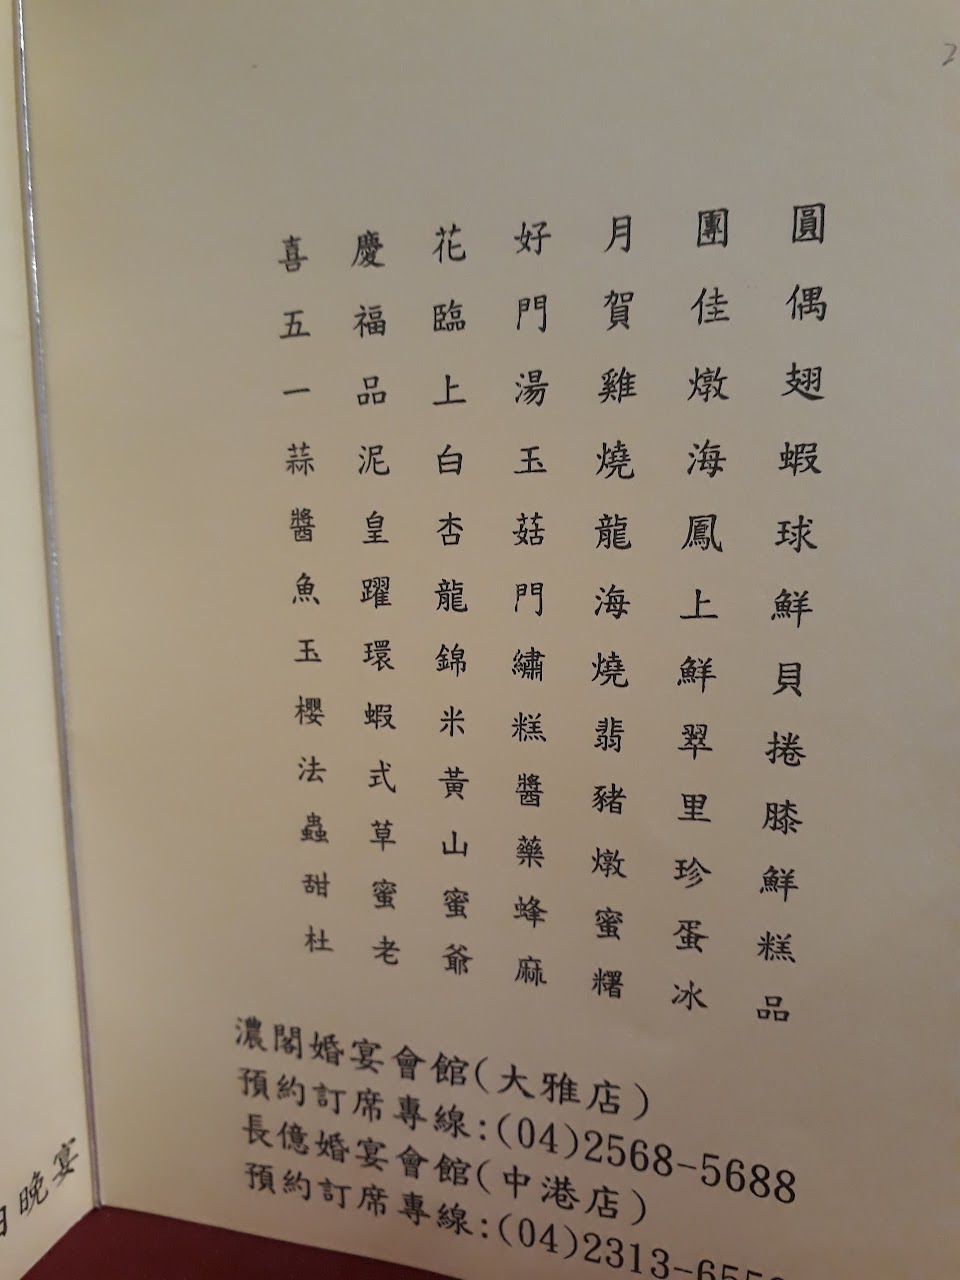 喜慶花好月團圓
五福臨門賀佳偶
一品上湯雞燉翅
蒜泥白玉燒海蝦
醬皇杏菇龍鳳球
魚躍龍門海上鮮
玉環錦繡燒鮮貝
櫻蝦米糕翡翠捲
法式黃醬豬里膝
蟲草山藥燉珍鮮
甜蜜蜜蜂蜜蛋糕
杜老爺麻糬冰品
濃閣婚宴會館(大雅店)
預約訂席專線:(04)2568-5688
長億婚宴會館(中港店)
預約訂席專線:(04)2313-655
晚宴
2